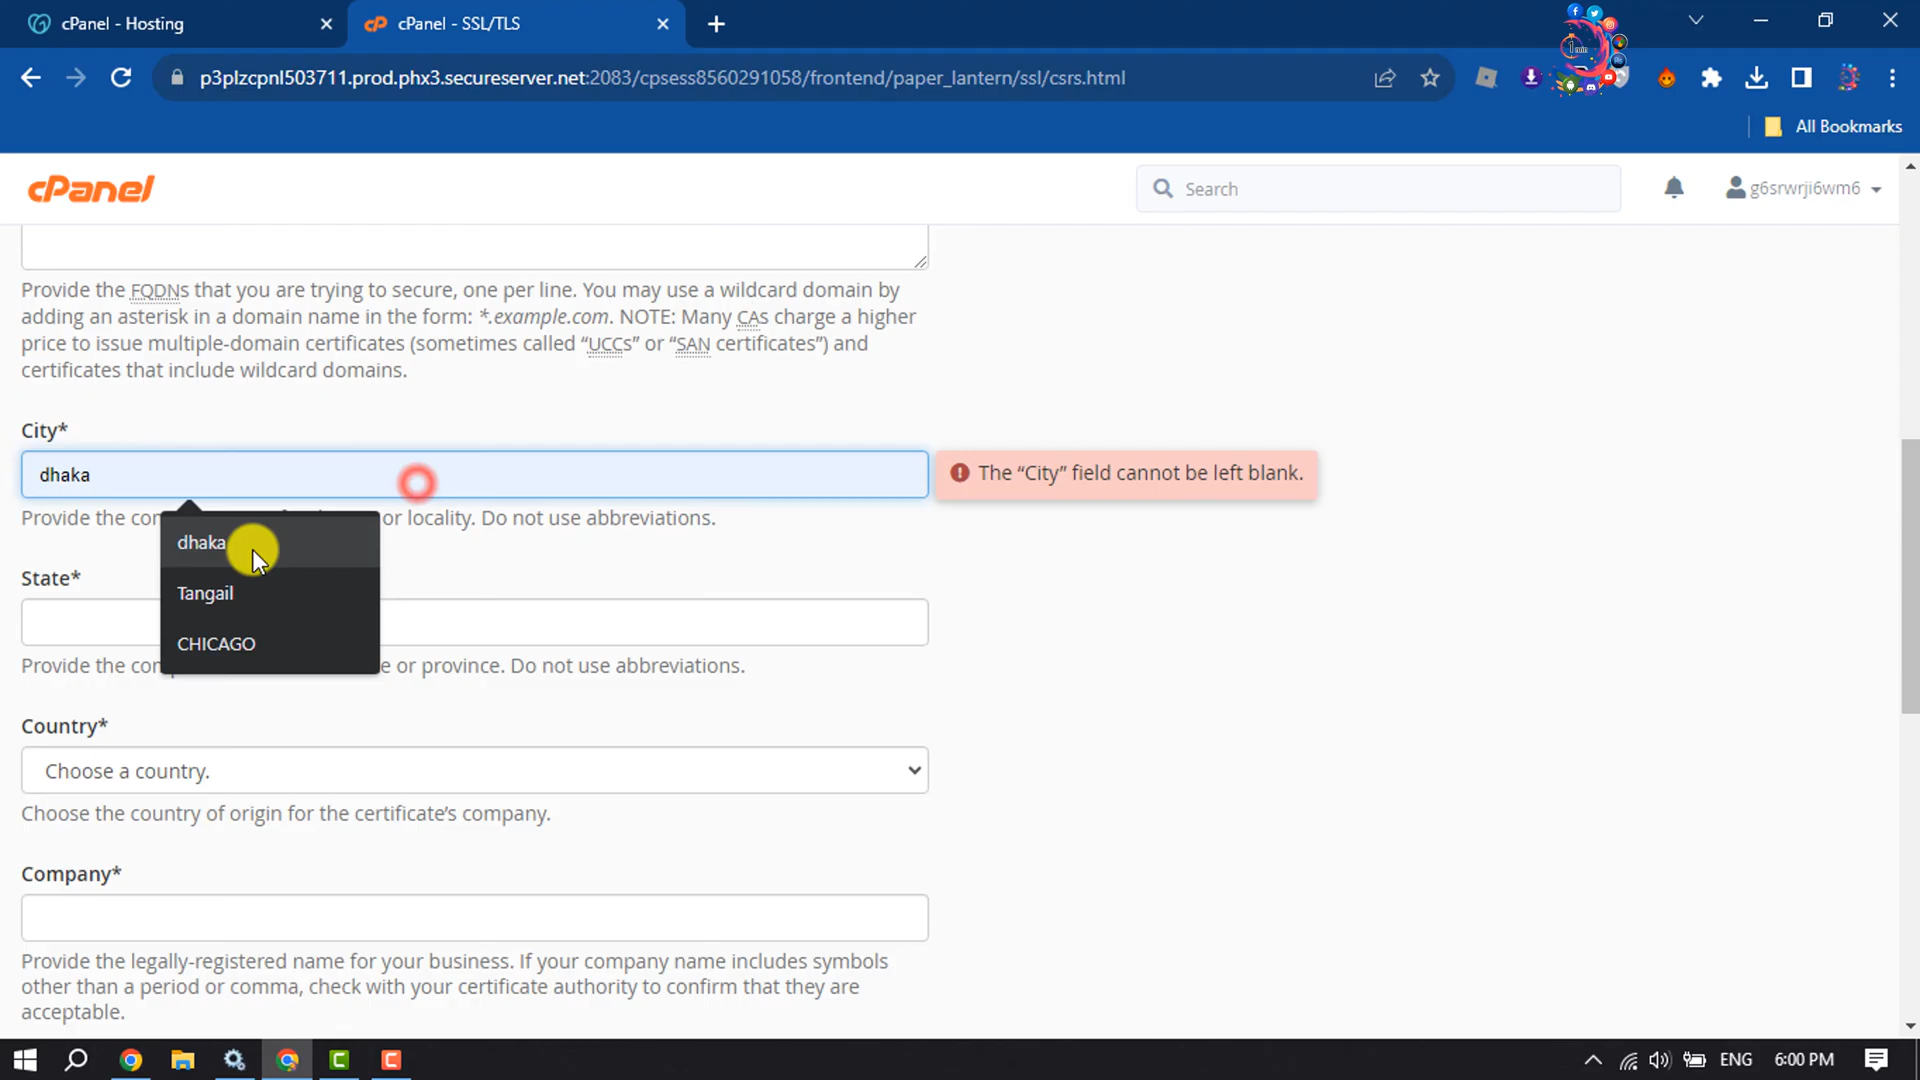 cPanel - Hosting
cPanel - SSL/TLS
p3plzcpnl503711.prod.phx3.secureserver.net:2083/cpsess8560291058/frontend/paper_lantern/ssl/csrs.html
All Bookmarks
cPanel
Search
g6srwrji6wm6
Provide the FQDNs that you are trying to secure, one per line. You may use a wildcard domain by
adding an asterisk in a domain name in the form: *.example.com. NOTE: Many CAs charge a higher
price to issue multiple-domain certificates (sometimes called “UCCs” or “SAN certificates”) and
certificates that include wildcard domains.
City*
dhaka
The “City” field cannot be left blank.
Provide the or locality. Do not use abbreviations.
dhaka
State*
Tangail
CHICAGO
Provide the or province. Do not use abbreviations.
Country*
Choose a country.
Choose the country of origin for the certificate’s company.
Company*
Provide the legally-registered name for your business. If your company name includes symbols
other than a period or comma, check with your certificate authority to confirm that they are
acceptable.
ENG
6:00 PM